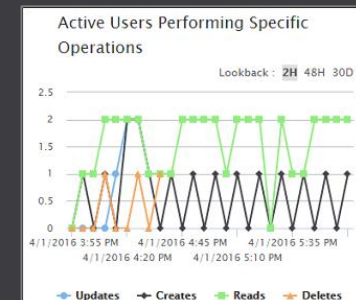 Active Users Performing Specific
Operations
Lookback : 2H 48H 30D
2.5
2
1.5
1
0.5
0
4/1/2016 3:55 PM 4/1/2016 4:45 PM 4/1/2016 5:35 PM
4/1/2016 4:20 PM 4/1/2016 5:10 PM
Updates Creates Reads Deletes